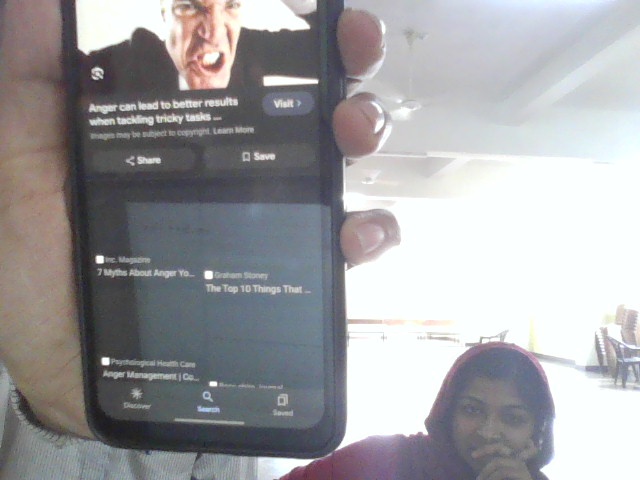 Anger can lead to better results
when tackling tricky tasks ...
Visit >
Images may be subject to copyright. Learn More
Share
Save
Inc. Magazine
7 Myths About Anger Yo...
Graham Stoney
The Top 10 Things That ...
Psychological Health Care
Anger Management | Co...
Discover
Search
Saved